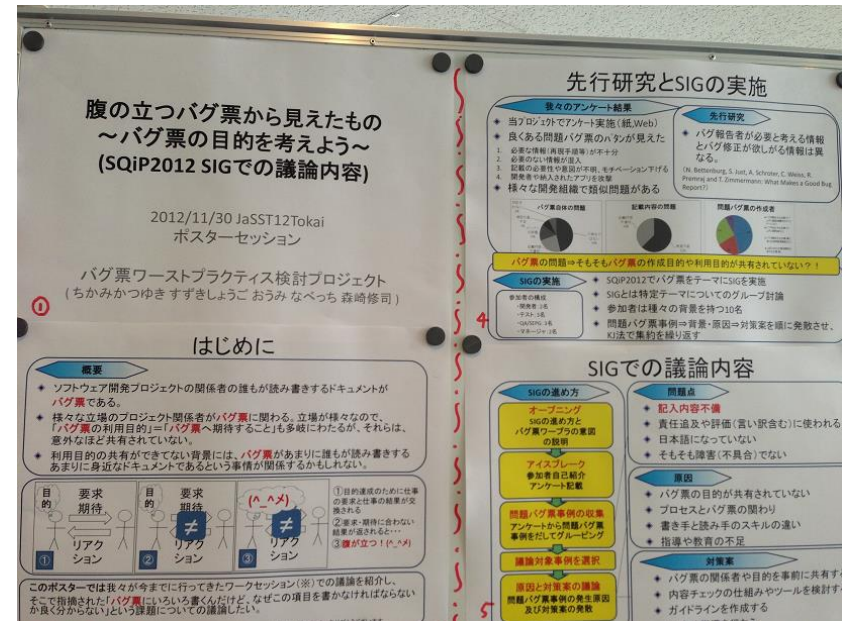 腹の立つバグ票から見えたもの
～バグ票の目的を考えよう～
(SQiP2012 SIGでの議論内容)
2012/11/30 JaSST12Tokai
ポスターセッション
バグ票ワーストプラクティス検討プロジェクト
(ちかみかつゆき すずきしょうご おうみ なべっち 森崎修司)
①
はじめに
概要
ソフトウェア開発プロジェクトの関係者の誰もが読み書きするドキュメントが
バグ票である。
様々な立場のプロジェクト関係者がバグ票に関わる。立場が様々なので、
「バグ票の利用目的」=「バグ票へ期待すること」も多岐にわたるが、それらは、
意外なほど共有されていない。
利用目的の共有ができてない背景には、バグ票があまりに誰もが読み書きする
あまりに身近なドキュメントであるという事情が関係するかもしれない。
目的
要求
期待
リアクション
①
目的
要求
期待
≠
リアクション
②
(^_^メ)
≠
リアクション
③
①目的達成のために仕事
の要求と仕事の結果が交
換される
②要求・期待に合わない
結果が返されると・・・
③腹が立つ！(^_^メ)
このポスターでは我々が今までに行ってきたワークセッション(※)での議論を紹介し、
そこで指摘された「バグ票にいろいろ書くんだけど、なぜこの項目を書かなければならない
か良く分からない」という課題についての議論したい。
先行研究とSIGの実施
我々のアンケート結果
当プロジェクトでアンケート実施(紙,Web)
良くある問題バグ票のパタンが見えた
1. 必要な情報(再現手順等)が不十分
2. 必要のない情報が混入
3. 記載の必要性や意図が不明、モチベーション下げる
4. 開発者や納入されたアプリを攻撃
様々な開発組織で類似問題がある
先行研究
バグ報告者が必要と考える情報
とバグ修正が欲しがる情報は異
なる。
(N. Bettenburg, S. Just, A. Schroter, C. Weiss, R.
Premraj and T. Zimmermann: What Makes a Good Bug
Report?)
バグ票自体の問題
記載内容の問題
問題バグ票の作成者
バグ票の問題⇒そもそもバグ票の作成目的や利用目的が共有されていない？！
SIGの実施
参加者の構成
・開発者:2名
・テスト:3名
・QA/SEPG:3名
・マネージャ:2名
SQiP2012でバグ票をテーマにSIGを実施
SIGとは特定テーマについてのグループ討論
参加者は種々の背景を持つ10名
問題バグ票事例⇒背景・原因⇒対策案を順に発散させ、
KJ法で集約を繰り返す
4
SIGでの議論内容
SIGの進め方
オープニング
SIGの進め方と
バグ票ワープラの意図
の説明
アイスブレーク
参加者自己紹介
アンケート記載
問題バグ票事例の収集
アンケートから問題バグ票
事例をだしてグルーピング
議論対象事例を選択
原因と対策案の議論
問題バグ票事例の発生原因
及び対策案の発散
5
問題点
記入内容不備
責任追及や評価(言い訳含む)に使われる
日本語になっていない
そもそも障害(不具合)でない
原因
バグ票の目的が共有されていない
プロセスとバグ票の関わり
書き手と読み手のスキルの違い
指導や教育の不足
対策案
バグ票の関係者や目的を事前に共有す
内容チェックの仕組みやツールを検討す
ガイドラインを作成する